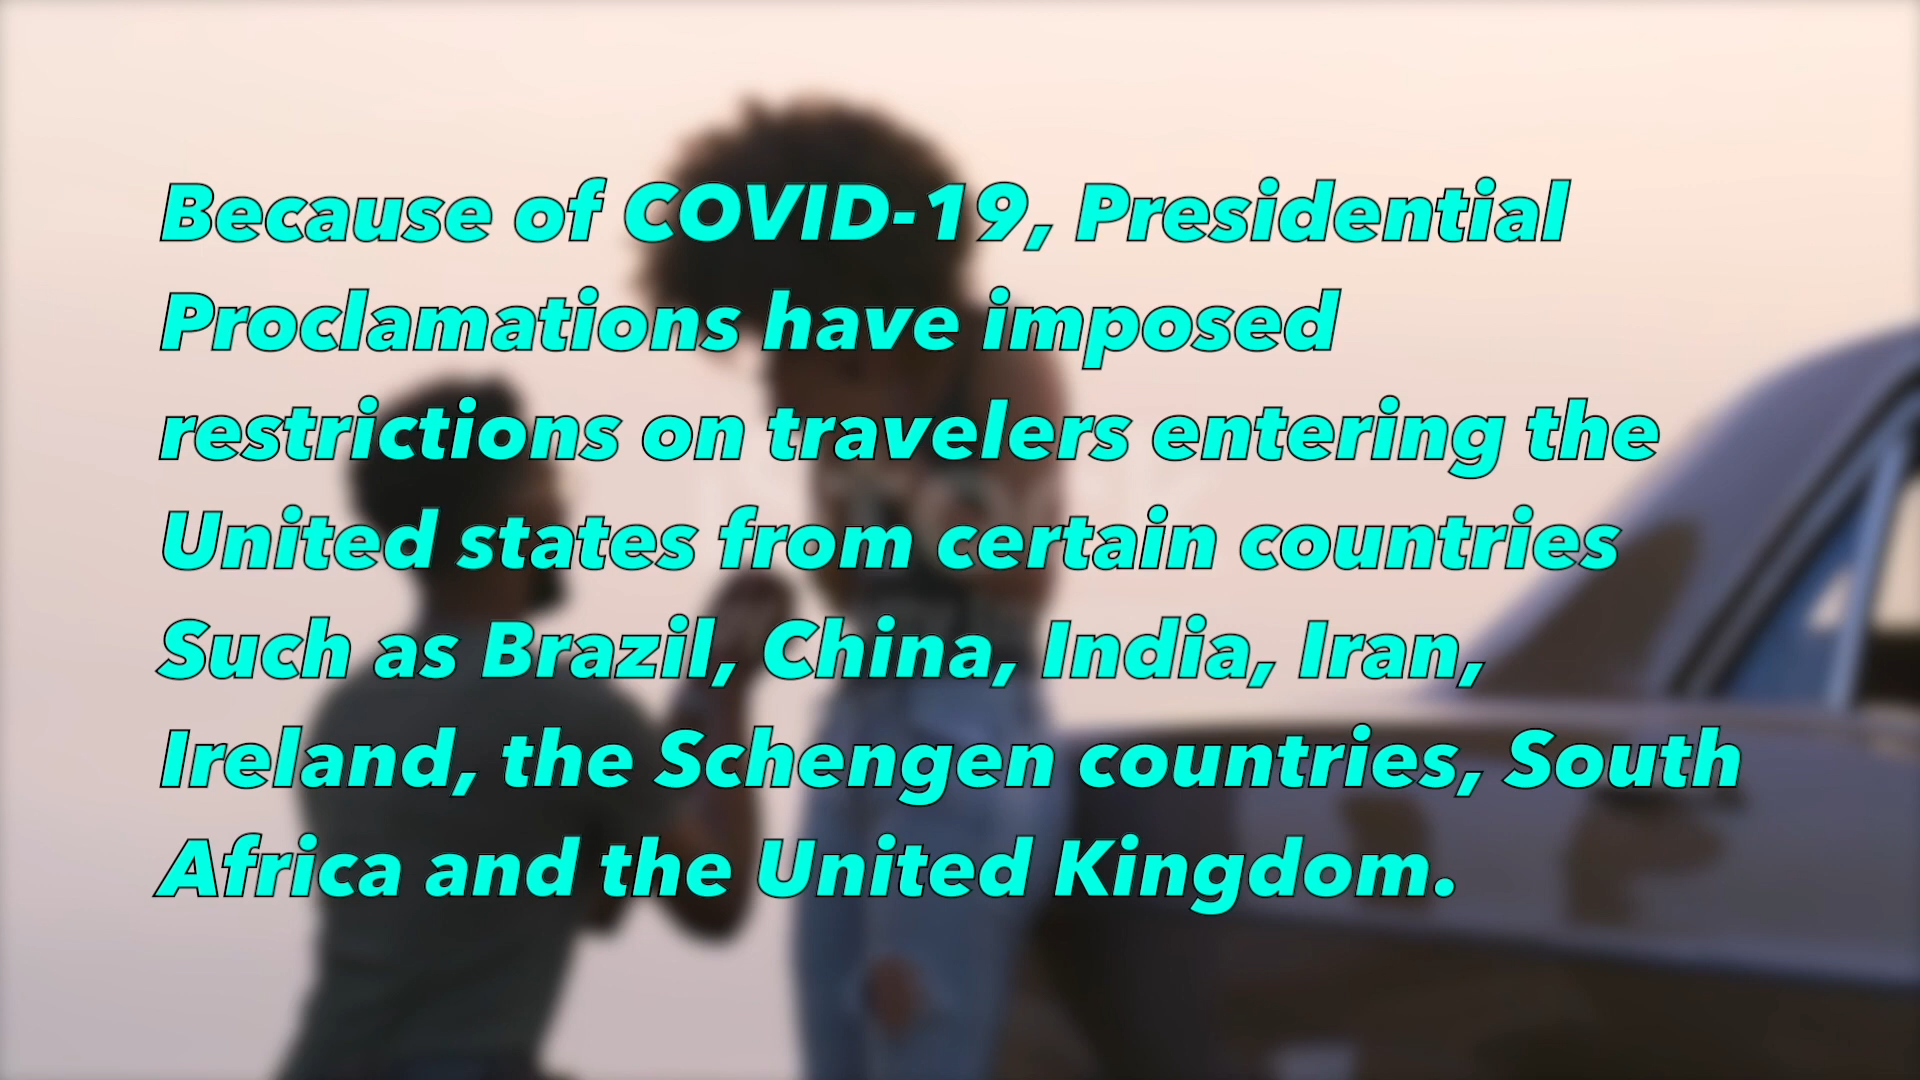 Because of COVID-19, Presidential
Proclamations have imposed
restrictions on travelers entering the
United states from certain countries
Such as Brazil, China, India, Iran,
Ireland, the Schengen countries, South
Africa and the United Kingdom.